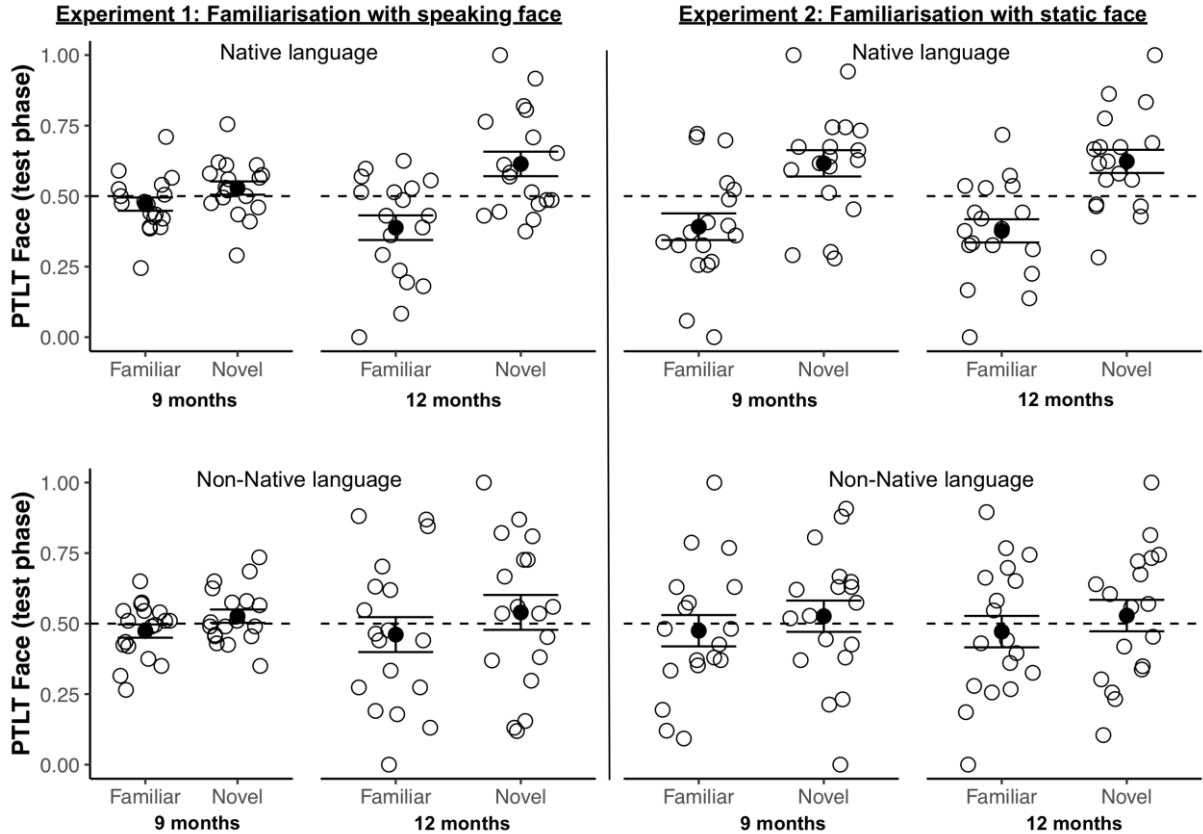 Experiment 1: Familiarisation with speaking face
Experiment 2: Familiarisation with static face
PTLT Face (test phase)
Native language
Native language
1.00
0.75
0.50
0.25
0.00
Familiar Novel Familiar Novel Familiar Novel Familiar Novel
9 months 12 months 9 months 12 months
PTLT Face (test phase)
Non-Native language
Non-Native language
1.00
0.75
0.50
0.25
0.00
Familiar Novel Familiar Novel Familiar Novel Familiar Novel
9 months 12 months 9 months 12 months